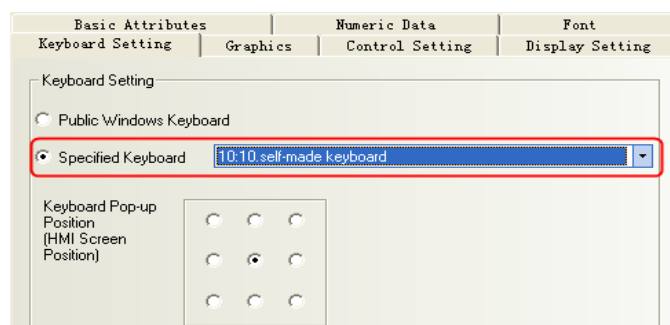 Basic Attributes Numeric Data Font
Keyboard Setting Graphics Control Setting Display Setting
Keyboard Setting
Public Windows Keyboard
Specified Keyboard 10:10.self-made keyboard
Keyboard Pop-up
Position
(HMI Screen
Position)